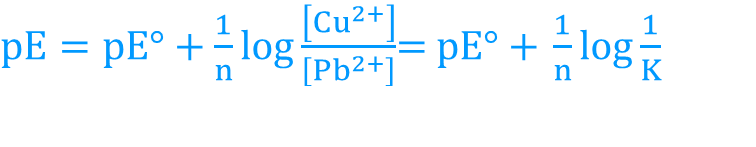 pE = pE° + 1/n log [Cu²⁺]/[Pb²⁺] = pE° + 1/n log 1/K